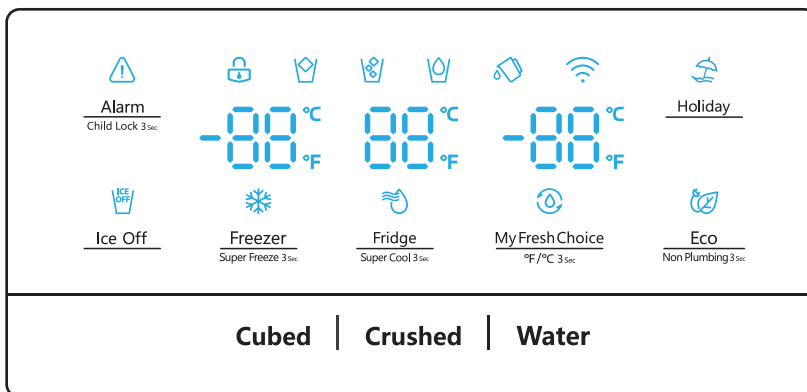 Alarm
Child Lock 3 Sec
-88 °C °F
88 °C °F
-88 °C °F
Holiday
ICE OFF
Ice Off
Freezer
Super Freeze 3 Sec
Fridge
Super Cool 3 Sec
My Fresh Choice
°F/°C 3 Sec
Eco
Non Plumbing 3 Sec
Cubed | Crushed | Water